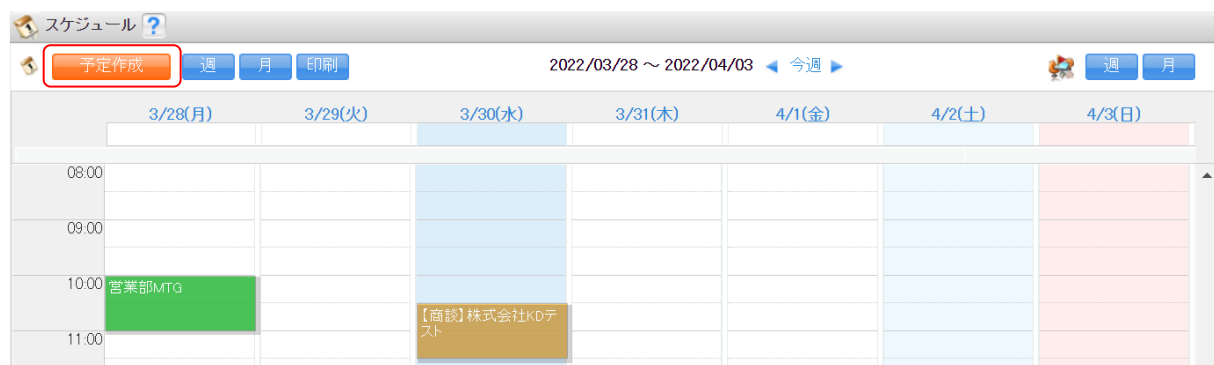 スケジュール ?
予定作成 週 月 印刷 2022/03/28 ～ 2022/04/03 ◀ 今週 ▶ 週 月
3/28(月) 3/29(火) 3/30(水) 3/31(木) 4/1(金) 4/2(土) 4/3(日)
08:00
09:00
10:00 営業部MTG
【商談】株式会社KDテ
スト
11:00